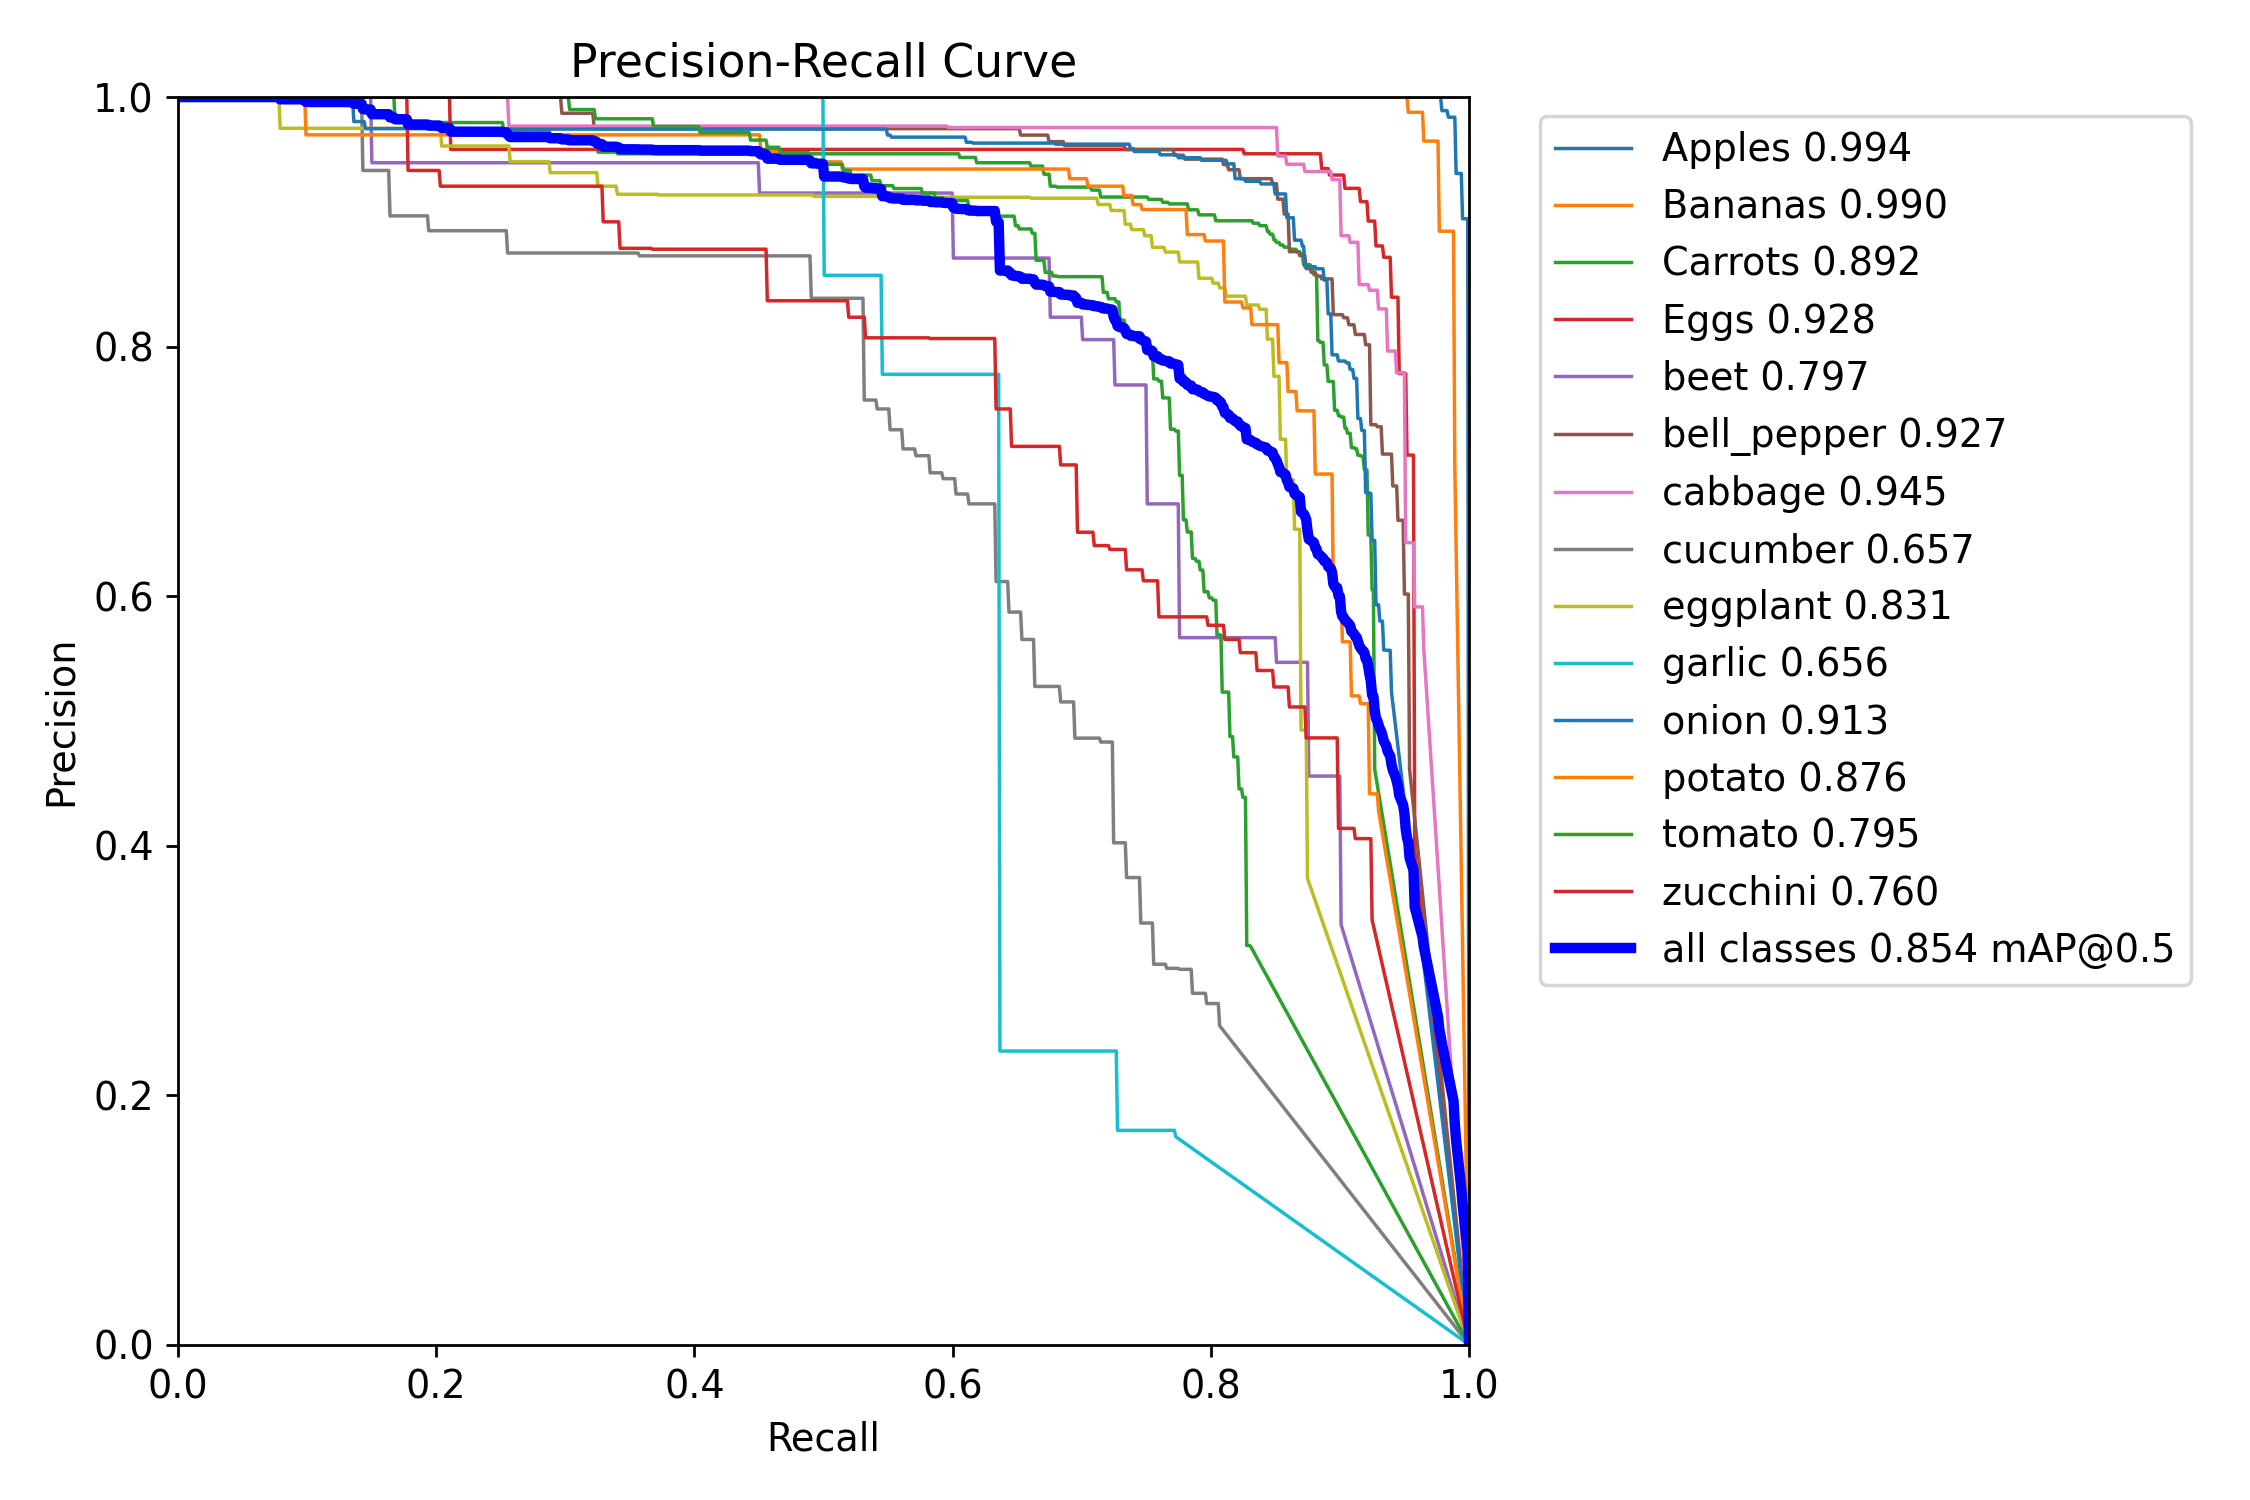 Precision-Recall Curve
1.0
0.8
0.6
0.4
0.2
0.0
Precision
0.0 0.2 0.4 0.6 0.8 1.0
Recall
Apples 0.994
Bananas 0.990
Carrots 0.892
Eggs 0.928
beet 0.797
bell_pepper 0.927
cabbage 0.945
cucumber 0.657
eggplant 0.831
garlic 0.656
onion 0.913
potato 0.876
tomato 0.795
zucchini 0.760
all classes 0.854 mAP@0.5